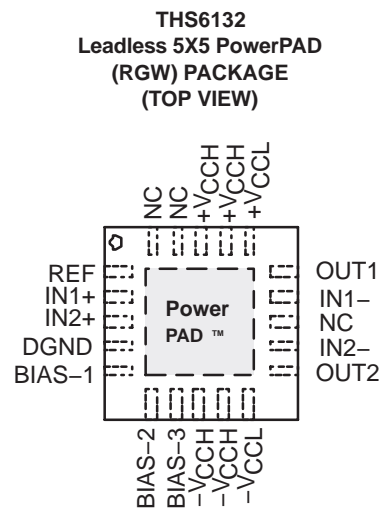 THS6132
Leadless 5X5 PowerPAD
(RGW) PACKAGE
(TOP VIEW)
NC
NC
+VCCH
+VCCH
+VCCL
REF
IN1+
IN2+
DGND
BIAS−1
Power
PAD ™
OUT1
IN1−
NC
IN2−
OUT2
BIAS−2
BIAS−3
−VCCH
−VCCH
−VCCL